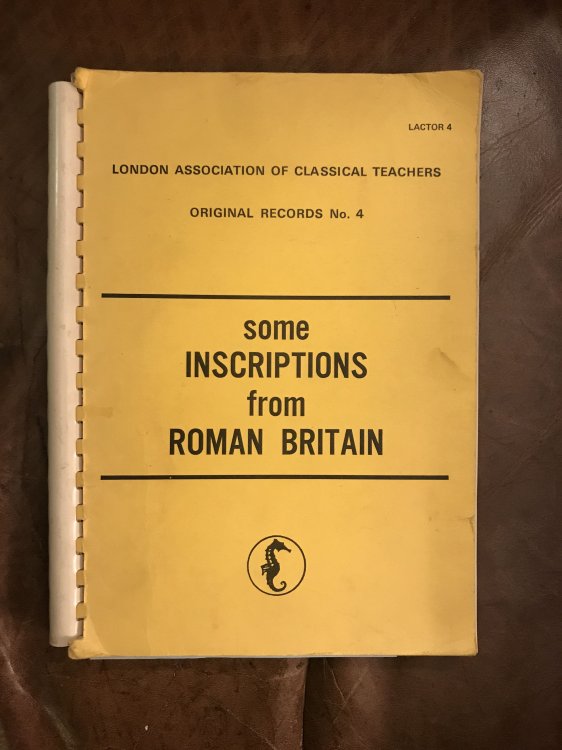 LACTOR 4
LONDON ASSOCIATION OF CLASSICAL TEACHERS
ORIGINAL RECORDS No. 4
some
INSCRIPTIONS
from
ROMAN BRITAIN